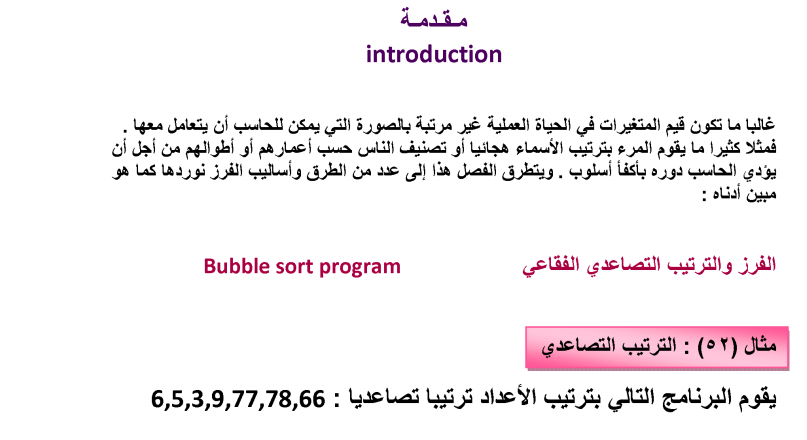 مـقـدمـة
introduction
غالبا ما تكون قيم المتغيرات في الحياة العملية غير مرتبة بالصورة التي يمكن للحاسب أن يتعامل معها .
فمثلا كثيرا ما يقوم المرء بترتيب الأسماء هجائيا أو تصنيف الناس حسب أعمارهم أو أطوالهم من أجل أن
يؤدي الحاسب دوره بأكفأ أسلوب . ويتطرق الفصل هذا إلى عدد من الطرق وأساليب الفرز نوردها كما هو
مبين أدناه :
الفرز والترتيب التصاعدي الفقاعي Bubble sort program
مثال (٥٢) : الترتيب التصاعدي
يقوم البرنامج التالي بترتيب الأعداد ترتيبا تصاعديا : 6,5,3,9,77,78,66